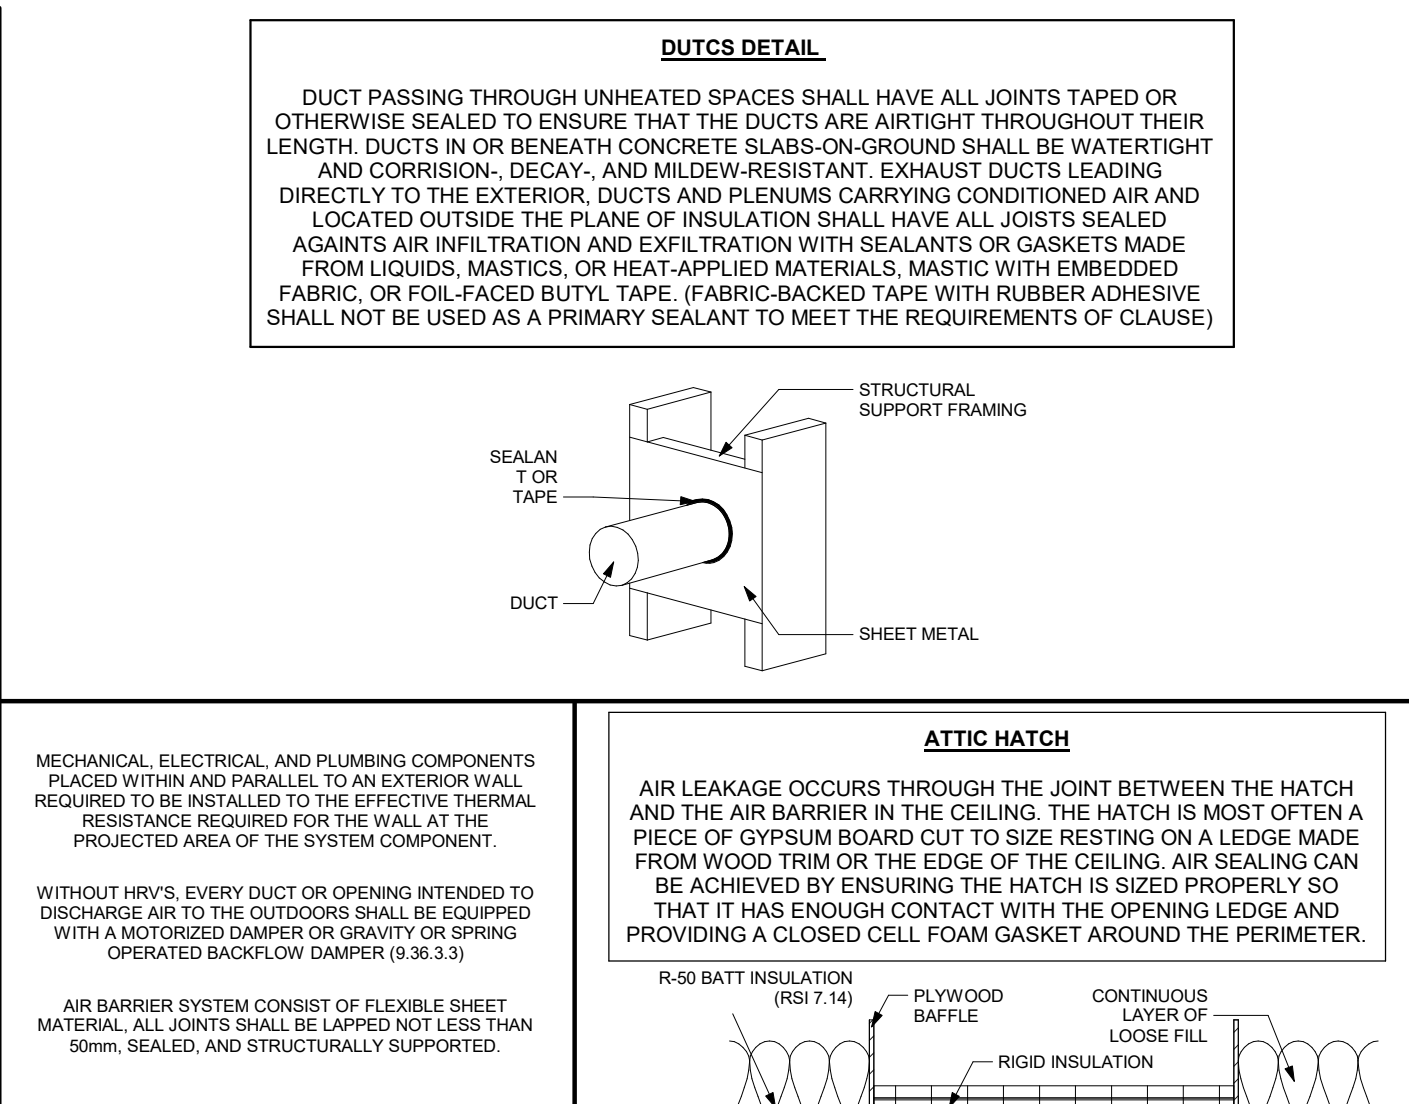 DUTCS DETAIL
DUCT PASSING THROUGH UNHEATED SPACES SHALL HAVE ALL JOINTS TAPED OR
OTHERWISE SEALED TO ENSURE THAT THE DUCTS ARE AIRTIGHT THROUGHOUT THEIR
LENGTH. DUCTS IN OR BENEATH CONCRETE SLABS-ON-GROUND SHALL BE WATERTIGHT
AND CORRISION-, DECAY-, AND MILDEW-RESISTANT. EXHAUST DUCTS LEADING
DIRECTLY TO THE EXTERIOR, DUCTS AND PLENUMS CARRYING CONDITIONED AIR AND
LOCATED OUTSIDE THE PLANE OF INSULATION SHALL HAVE ALL JOISTS SEALED
AGAINTS AIR INFILTRATION AND EXFILTRATION WITH SEALANTS OR GASKETS MADE
FROM LIQUIDS, MASTICS, OR HEAT-APPLIED MATERIALS, MASTIC WITH EMBEDDED
FABRIC, OR FOIL-FACED BUTYL TAPE. (FABRIC-BACKED TAPE WITH RUBBER ADHESIVE
SHALL NOT BE USED AS A PRIMARY SEALANT TO MEET THE REQUIREMENTS OF CLAUSE)
STRUCTURAL
SUPPORT FRAMING
SEALAN
T OR
TAPE
DUCT
SHEET METAL
MECHANICAL, ELECTRICAL, AND PLUMBING COMPONENTS
PLACED WITHIN AND PARALLEL TO AN EXTERIOR WALL
REQUIRED TO BE INSTALLED TO THE EFFECTIVE THERMAL
RESISTANCE REQUIRED FOR THE WALL AT THE
PROJECTED AREA OF THE SYSTEM COMPONENT.
WITHOUT HRV'S, EVERY DUCT OR OPENING INTENDED TO
DISCHARGE AIR TO THE OUTDOORS SHALL BE EQUIPPED
WITH A MOTORIZED DAMPER OR GRAVITY OR SPRING
OPERATED BACKFLOW DAMPER (9.36.3.3)
AIR BARRIER SYSTEM CONSIST OF FLEXIBLE SHEET
MATERIAL, ALL JOINTS SHALL BE LAPPED NOT LESS THAN
50mm, SEALED, AND STRUCTURALLY SUPPORTED.
ATTIC HATCH
AIR LEAKAGE OCCURS THROUGH THE JOINT BETWEEN THE HATCH
AND THE AIR BARRIER IN THE CEILING. THE HATCH IS MOST OFTEN A
PIECE OF GYPSUM BOARD CUT TO SIZE RESTING ON A LEDGE MADE
FROM WOOD TRIM OR THE EDGE OF THE CEILING. AIR SEALING CAN
BE ACHIEVED BY ENSURING THE HATCH IS SIZED PROPERLY SO
THAT IT HAS ENOUGH CONTACT WITH THE OPENING LEDGE AND
PROVIDING A CLOSED CELL FOAM GASKET AROUND THE PERIMETER.
R-50 BATT INSULATION
(RSI 7.14)
PLYWOOD
BAFFLE
CONTINUOUS
LAYER OF
LOOSE FILL
RIGID INSULATION